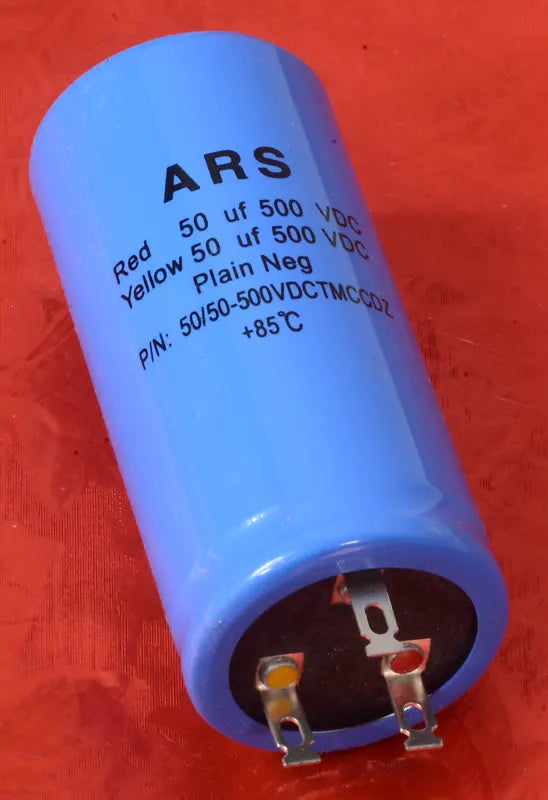 ARS
Red 50 uf 500 VDC
Yellow 50 uf 500 VDC
Plain Neg
P/N: 50/50-500VDCTMCCDZ
+85℃